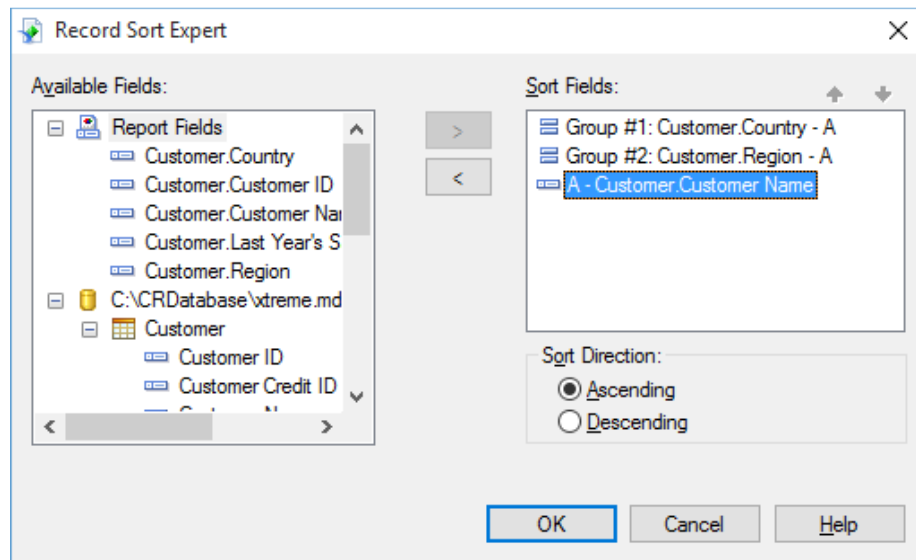 Record Sort Expert
Available Fields:
Report Fields
Customer.Country
Customer.Customer ID
Customer.Customer Nar
Customer.Last Year's S
Customer.Region
C:\CRDatabase\xtreme.md
Customer
Customer ID
Customer Credit ID
>
<
Sort Fields:
Group #1: Customer.Country - A
Group #2: Customer.Region - A
A - Customer.Customer Name
Sort Direction:
Ascending
Descending
OK
Cancel
Help